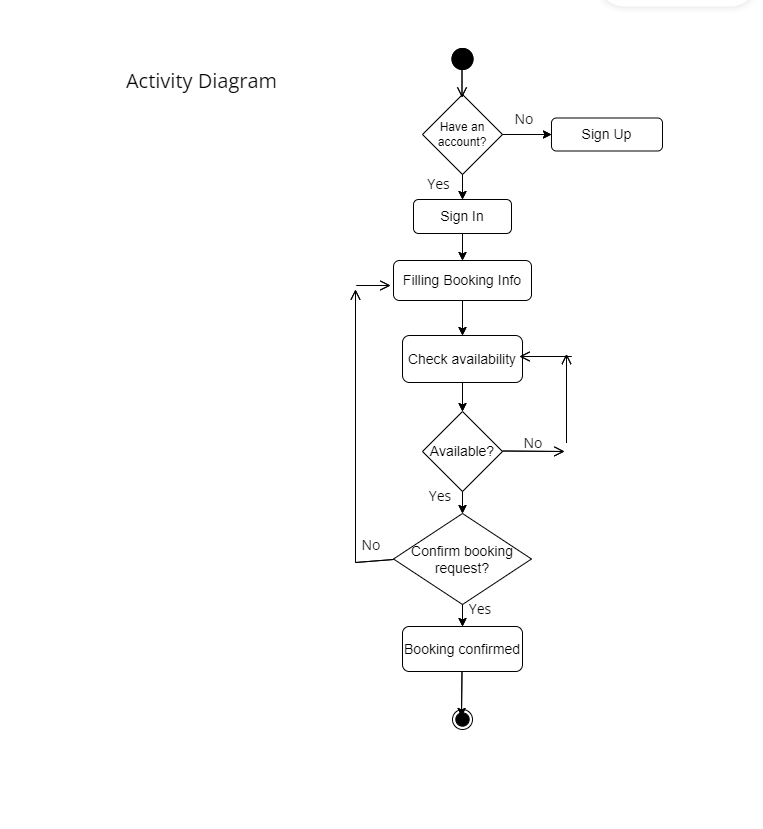 Activity Diagram
Have an
account?
No
Sign Up
Yes
Sign In
Filling Booking Info
Check availability
Available?
No
Yes
No
Confirm booking
request?
Yes
Booking confirmed